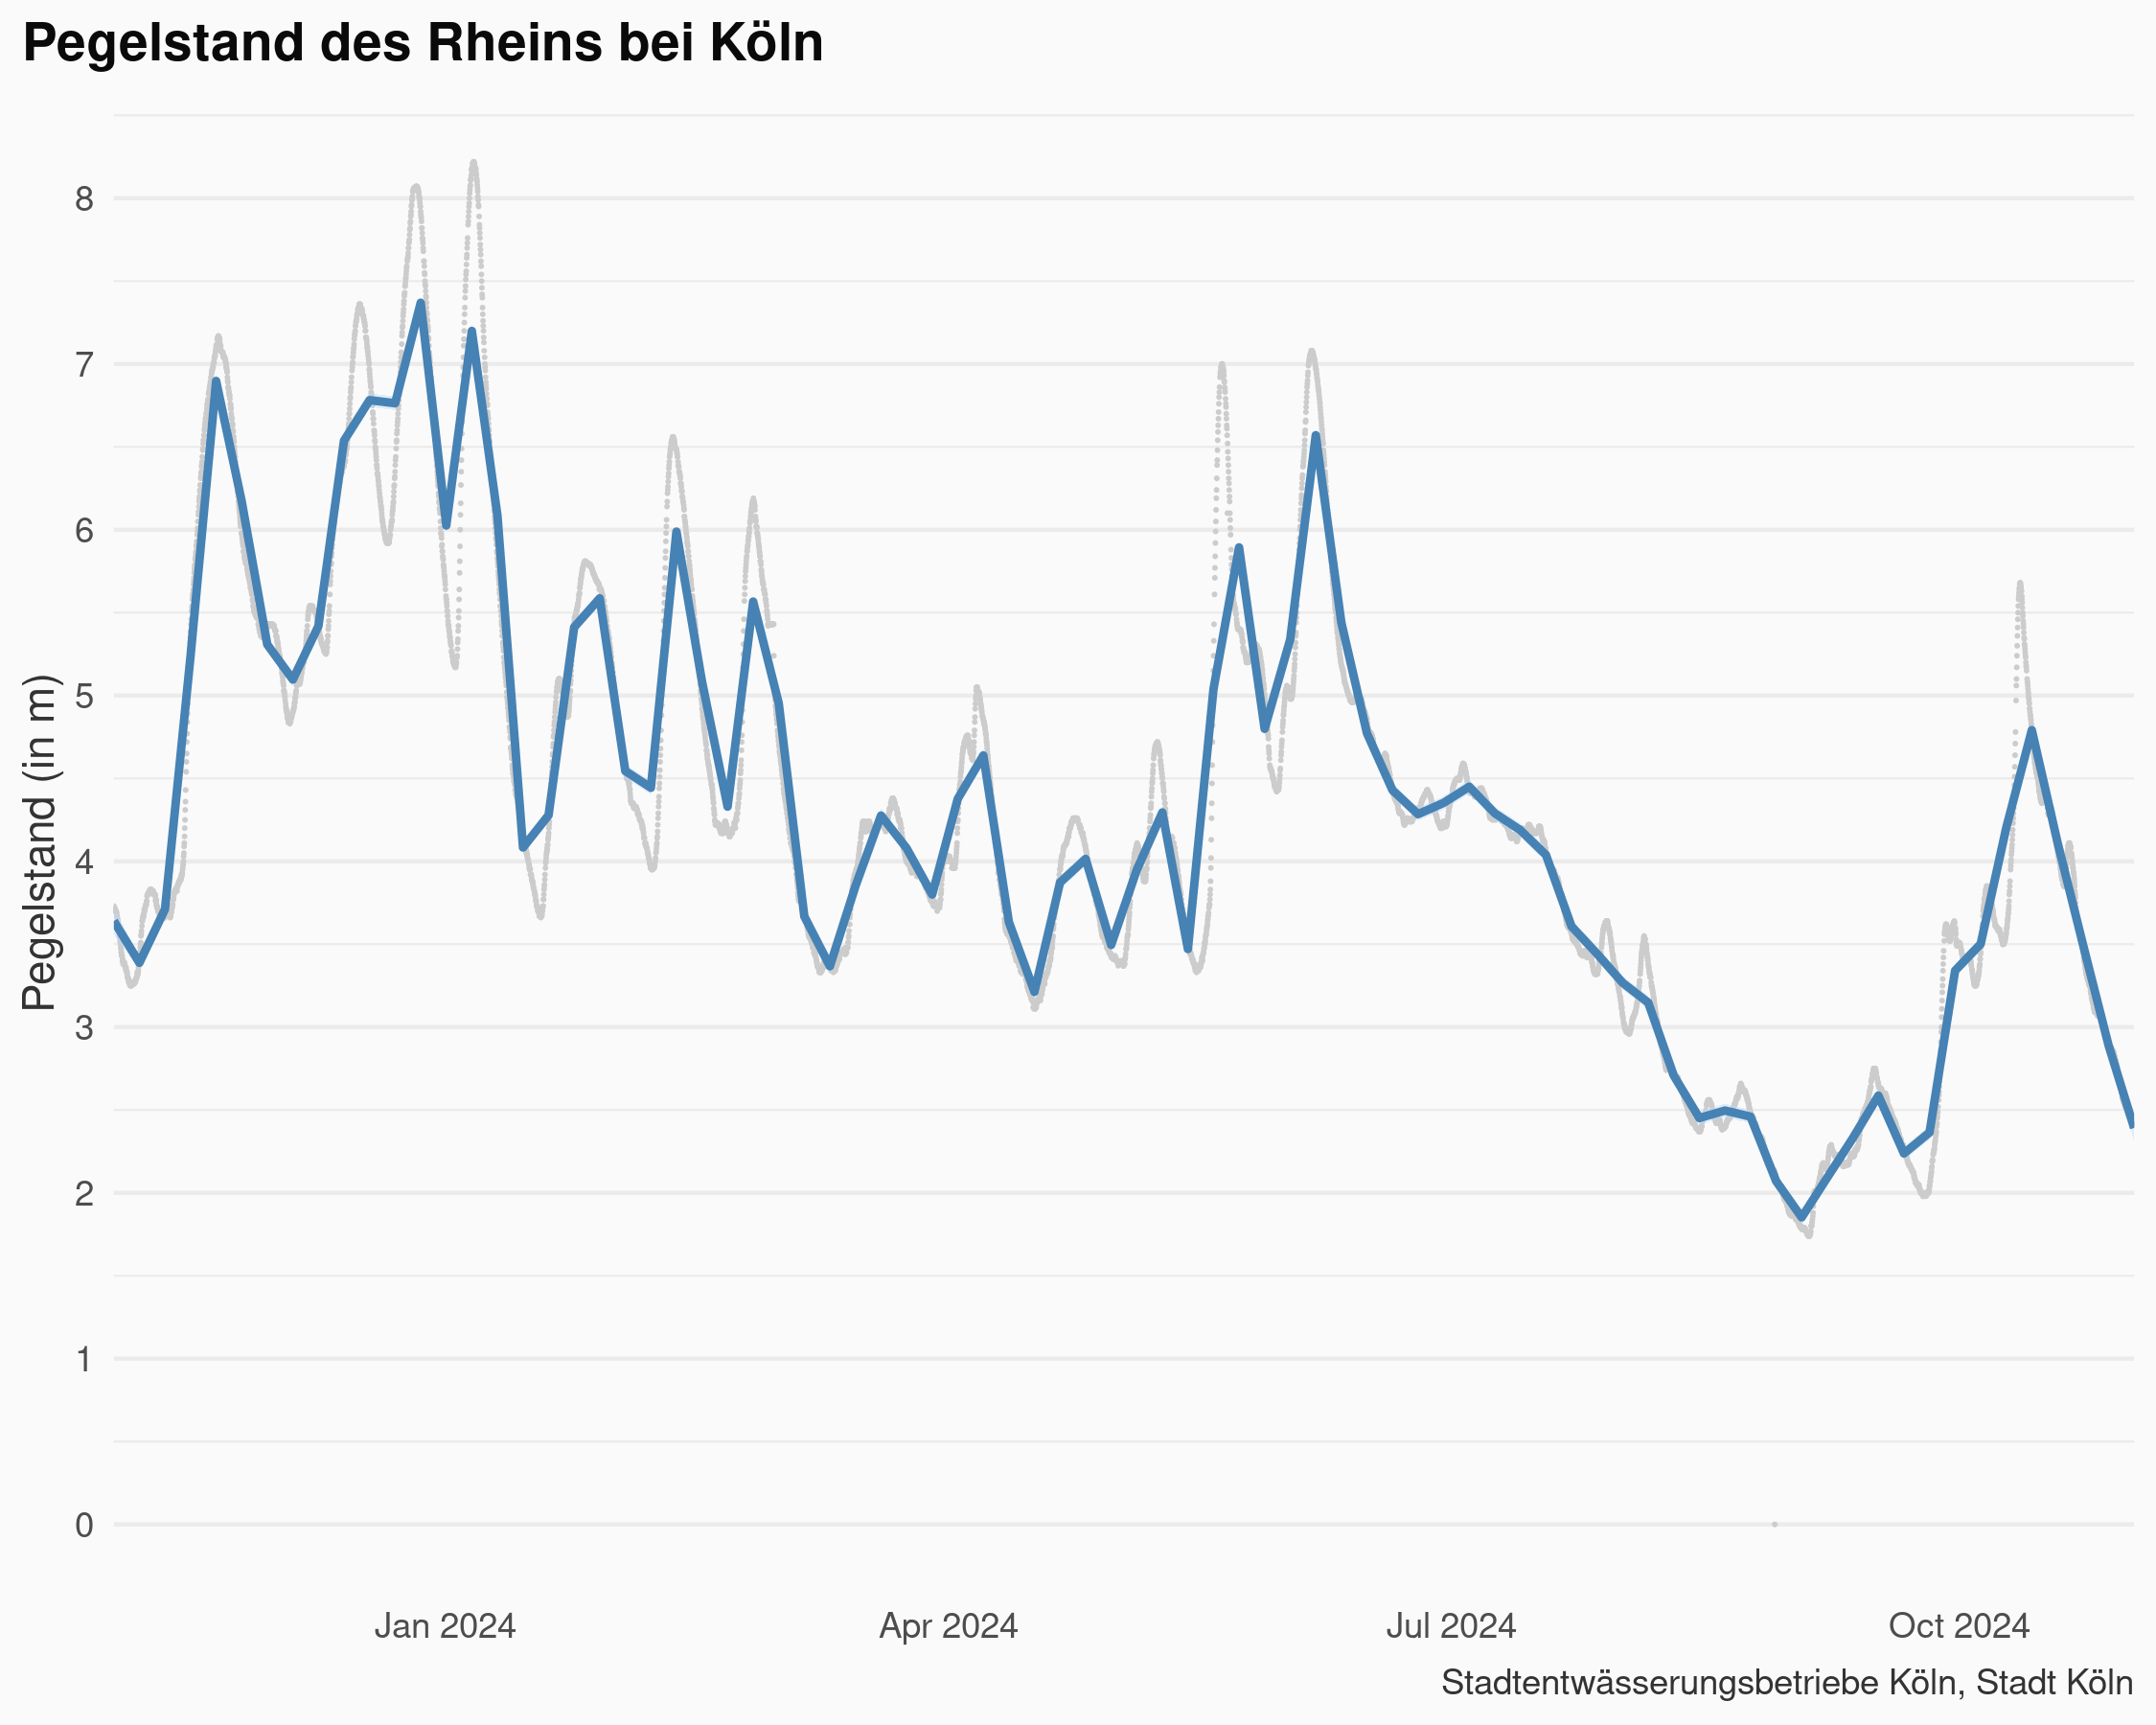 Pegelstand des Rheins bei Köln
Pegelstand (in m)
8
7
6
5
4
3
2
1
0
Jan 2024
Apr 2024
Jul 2024
Oct 2024
Stadtentwässerungsbetriebe Köln, Stadt Köln